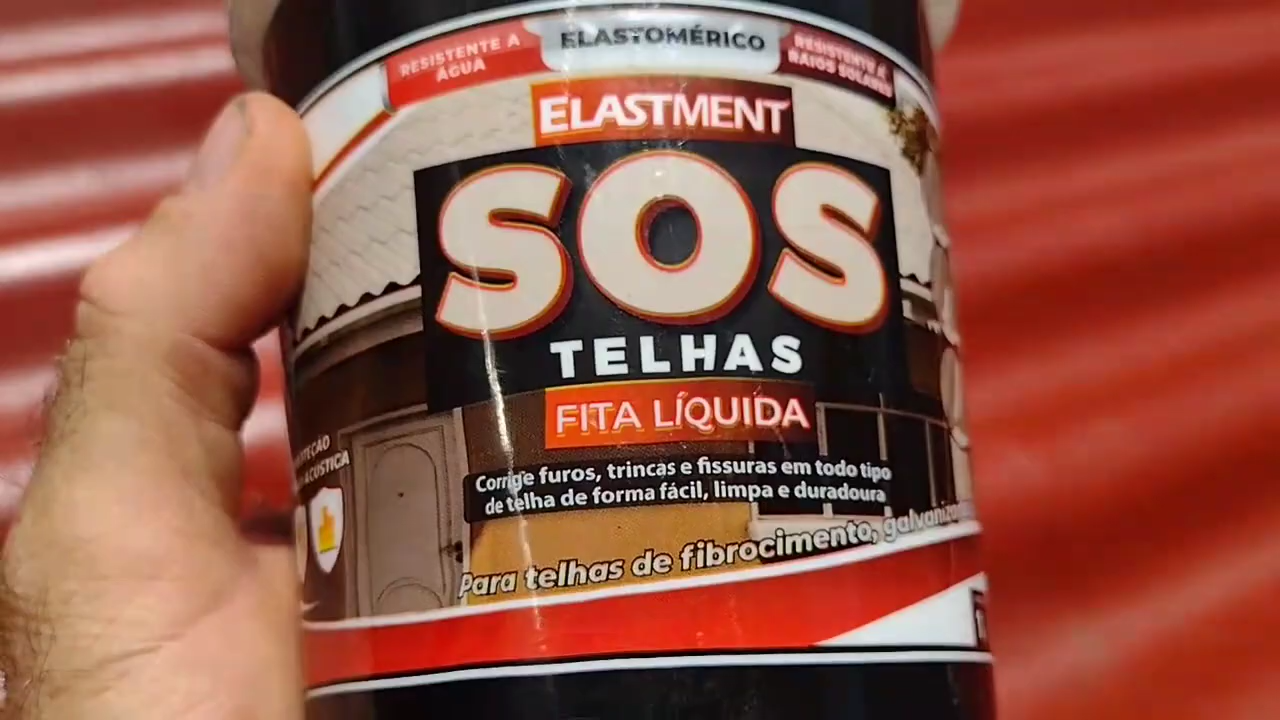 RESISTENTE A
ÁGUA
ELASTOMÉRICO
RESISTENTE A
RAIOS SOLARES
ELASTMENT
SOS
TELHAS
FITA LÍQUIDA
Corrige furos, trincas e fissuras em todo tipo
de telha de forma fácil, limpa e duradoura
ACÚSTICA
Para telhas de fibrocimento,